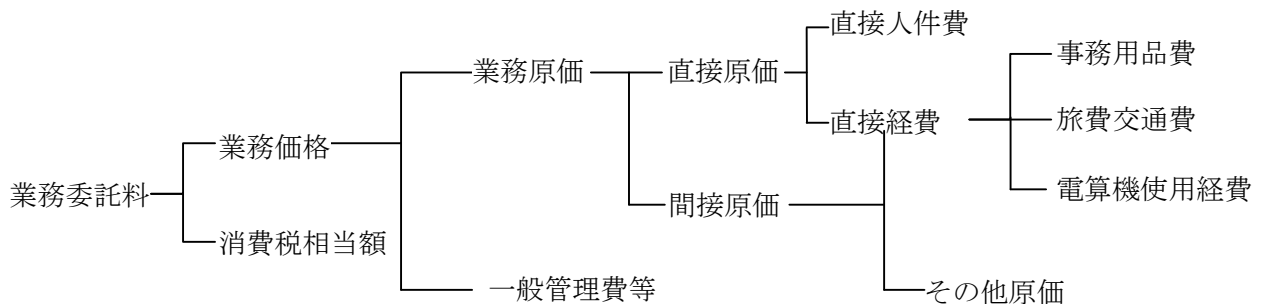 直接人件費
事務用品費
業務原価
直接原価
直接経費
旅費交通費
業務価格
電算機使用経費
業務委託料
間接原価
消費税相当額
一般管理費等
その他原価